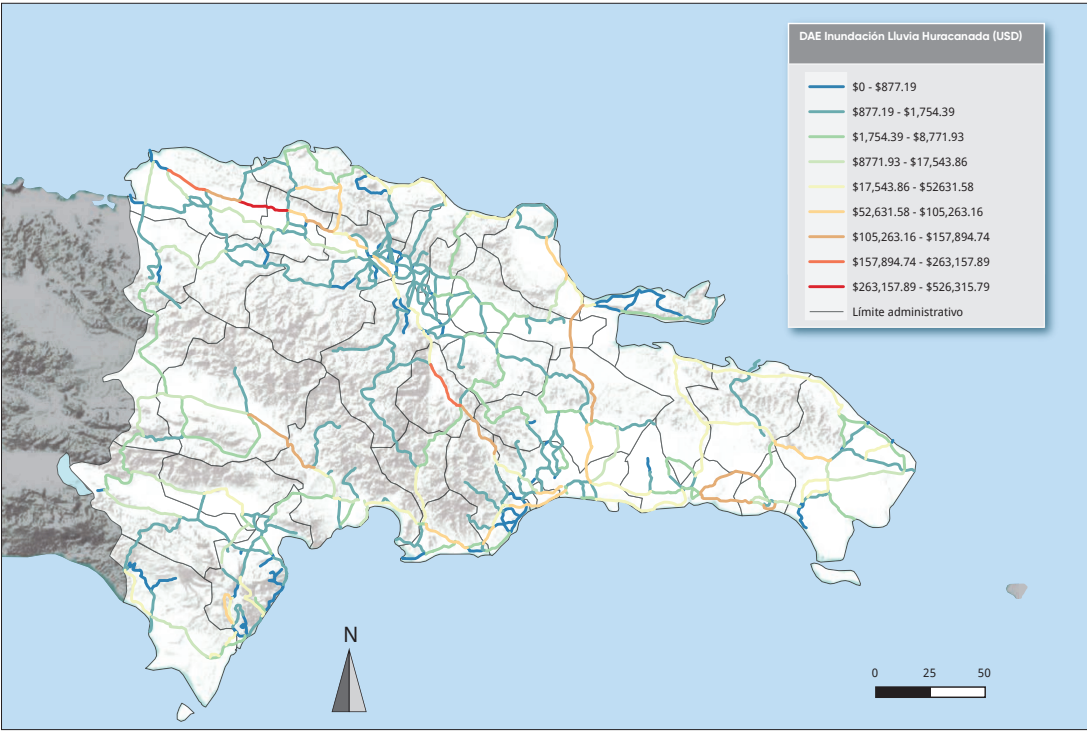 DAE Inundación Lluvia Huracanada (USD)
$0 - $877.19
$877.19 - $1,754.39
$1,754.39 - $8,771.93
$8771.93 - $17,543.86
$17,543.86 - $52631.58
$52,631.58 - $105,263.16
$105,263.16 - $157,894.74
$157,894.74 - $263,157.89
$263,157.89 - $526,315.79
Límite administrativo
N
0 25 50